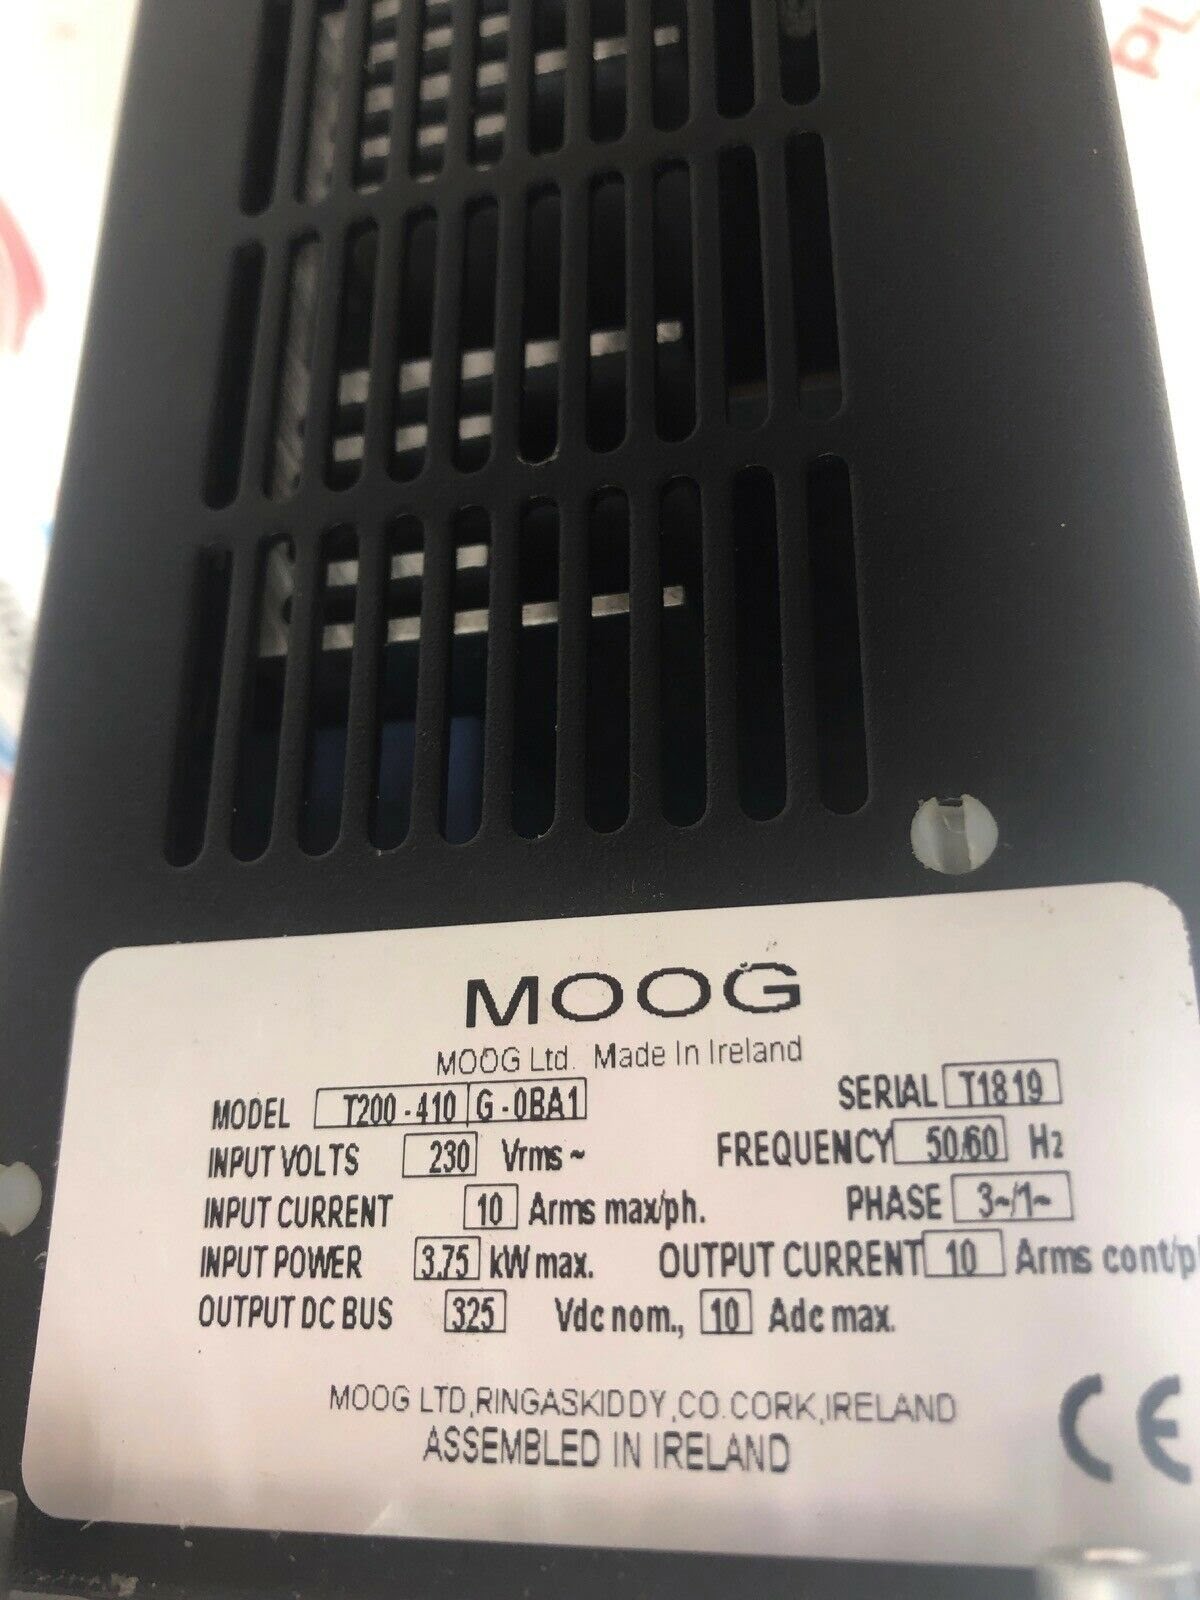 PL
MOOG
MOOG Ltd. Made In Ireland
MODEL T200-410 G-0BA1 SERIAL T1819
INPUT VOLTS 230 Vrms~ FREQUENCY 50/60 Hz
INPUT CURRENT 10 Arms max/ph. PHASE 3~/1~
INPUT POWER 3.75 kW max. OUTPUT CURRENT 10 Arms cont/p
OUTPUT DC BUS 325 Vdc nom., 10 Adc max.
MOOG LTD,RINGASKIDDY,CO.CORK,IRELAND
ASSEMBLED IN IRELAND
CE